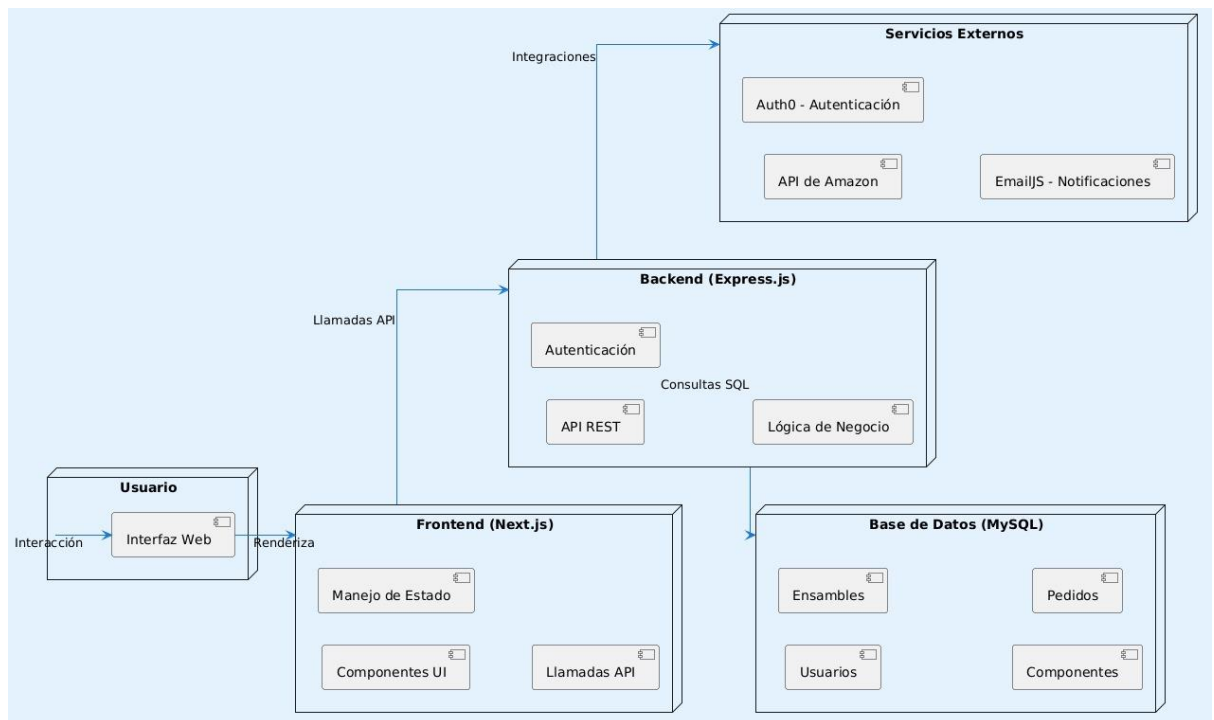 Servicios Externos
Integraciones
Auth0 - Autenticación
API de Amazon
EmailJS - Notificaciones
Backend (Express.js)
Llamadas API
Autenticación
Consultas SQL
API REST
Lógica de Negocio
Usuario
Interacción
Interfaz Web
Renderiza
Frontend (Next.js)
Manejo de Estado
Componentes UI
Llamadas API
Base de Datos (MySQL)
Ensambles
Pedidos
Usuarios
Componentes